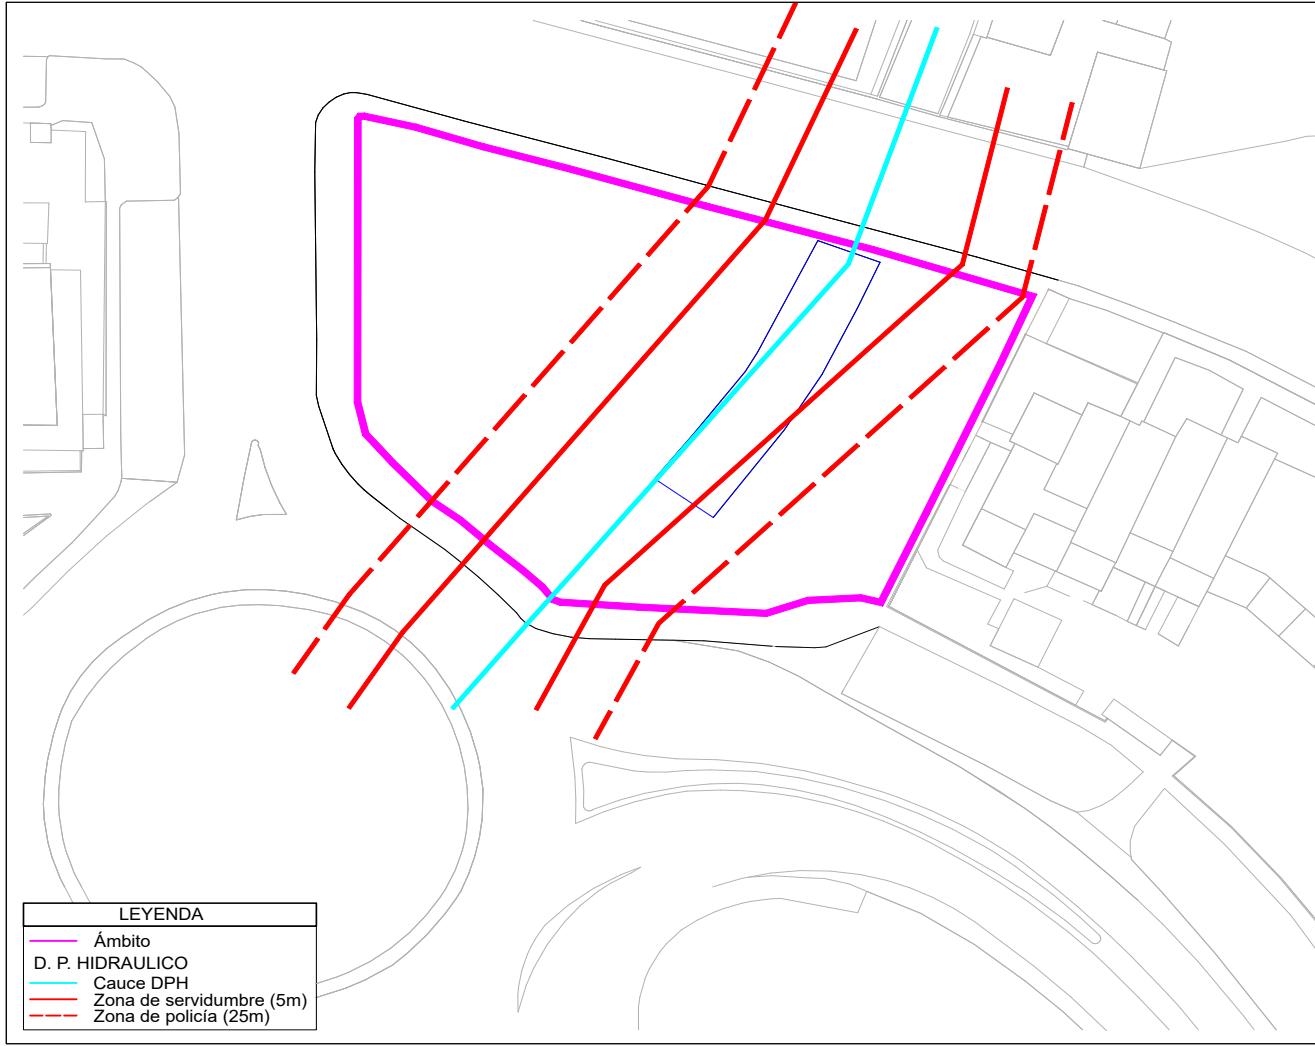 LEYENDA
Ámbito
D. P. HIDRAULICO
Cauce DPH
Zona de servidumbre (5m)
Zona de policía (25m)